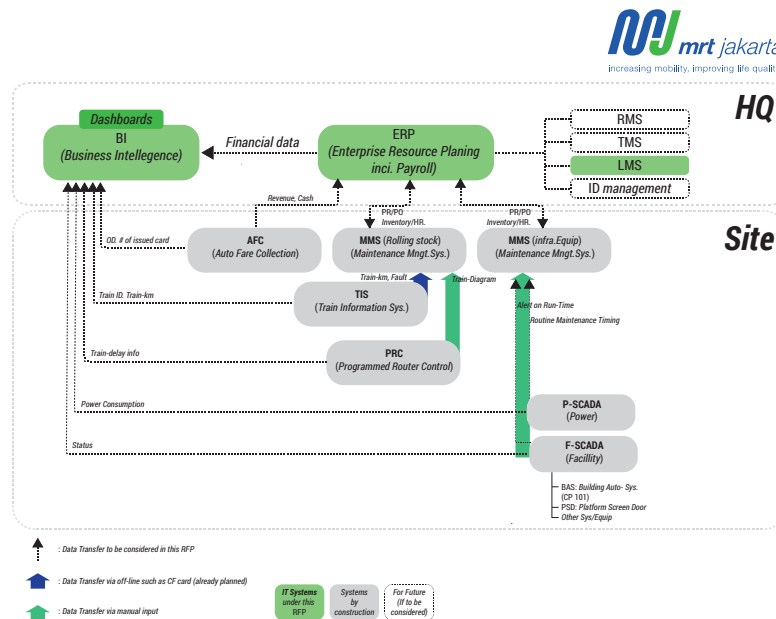 mrt jakarta
increasing mobility, improving life quali
HQ
Dashboards
BI
(Business Intellegence)
Financial data
ERP
(Enterprise Resource Planing
inci. Payroll)
RMS
TMS
LMS
ID management
Revenue, Cash
PR/PO
Inventory/HR.
PR/PO
Inventory/HR.
Site
OD. # of issued card
AFC
(Auto Fare Collection)
MMS (Rolling stock)
(Maintenance Mngt.Sys.)
MMS (infra.Equip)
(Maintenance Mngt.Sys.)
Train-km, Fault
Train-Diagram
Train ID. Train-km
TIS
(Train Information Sys.)
Alert on Run-Time
Routine Maintenance Timing
Train-delay info
PRC
(Programmed Router Control)
Power Consumption
P-SCADA
(Power)
Status
F-SCADA
(Facillity)
BAS: Building Auto- Sys.
(CP 101)
PSD: Platform Screen Door
Other Sys/Equip
: Data Transfer to be considered in this RFP
: Data Transfer via off-line such as CF card (already planned)
: Data Transfer via manual input
IT Systems
under this
RFP
Systems
by
construction
For Future
(If to be
considered)